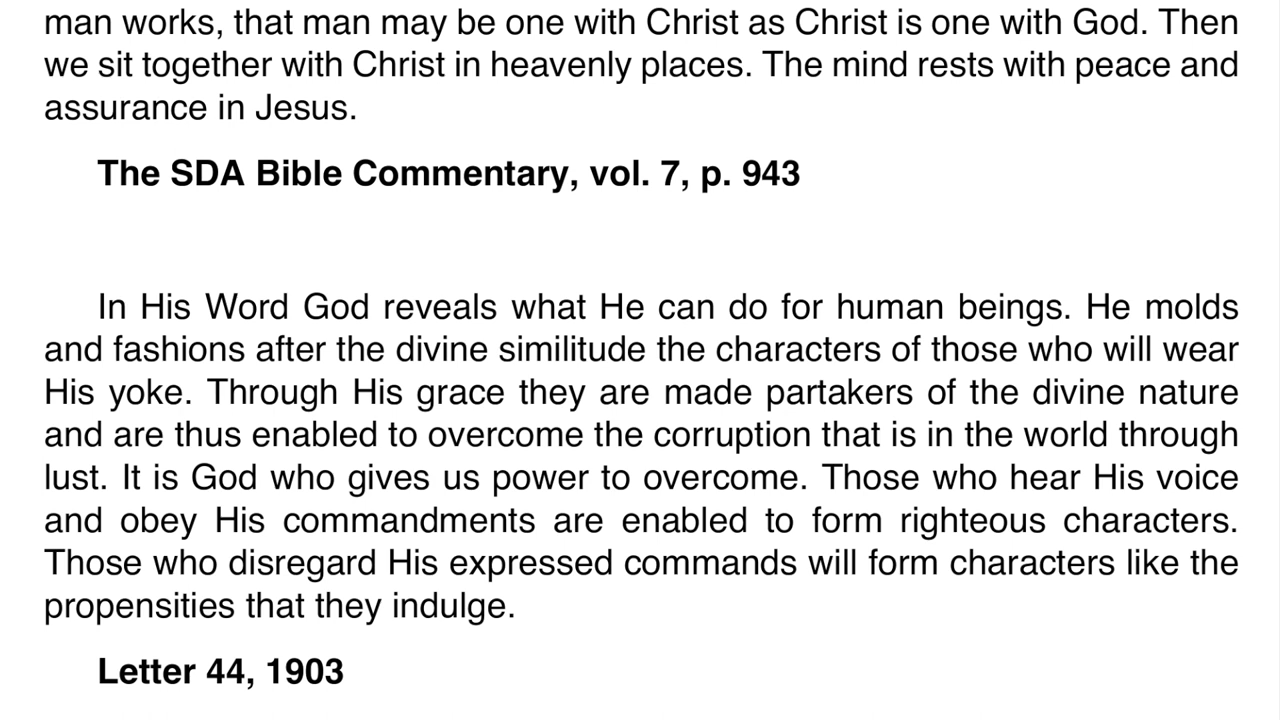 man works, that man may be one with Christ as Christ is one with God. Then
we sit together with Christ in heavenly places. The mind rests with peace and
assurance in Jesus.
The SDA Bible Commentary, vol. 7, p. 943
In His Word God reveals what He can do for human beings. He molds
and fashions after the divine similitude the characters of those who will wear
His yoke. Through His grace they are made partakers of the divine nature
and are thus enabled to overcome the corruption that is in the world through
lust. It is God who gives us power to overcome. Those who hear His voice
and obey His commandments are enabled to form righteous characters.
Those who disregard His expressed commands will form characters like the
propensities that they indulge.
Letter 44, 1903